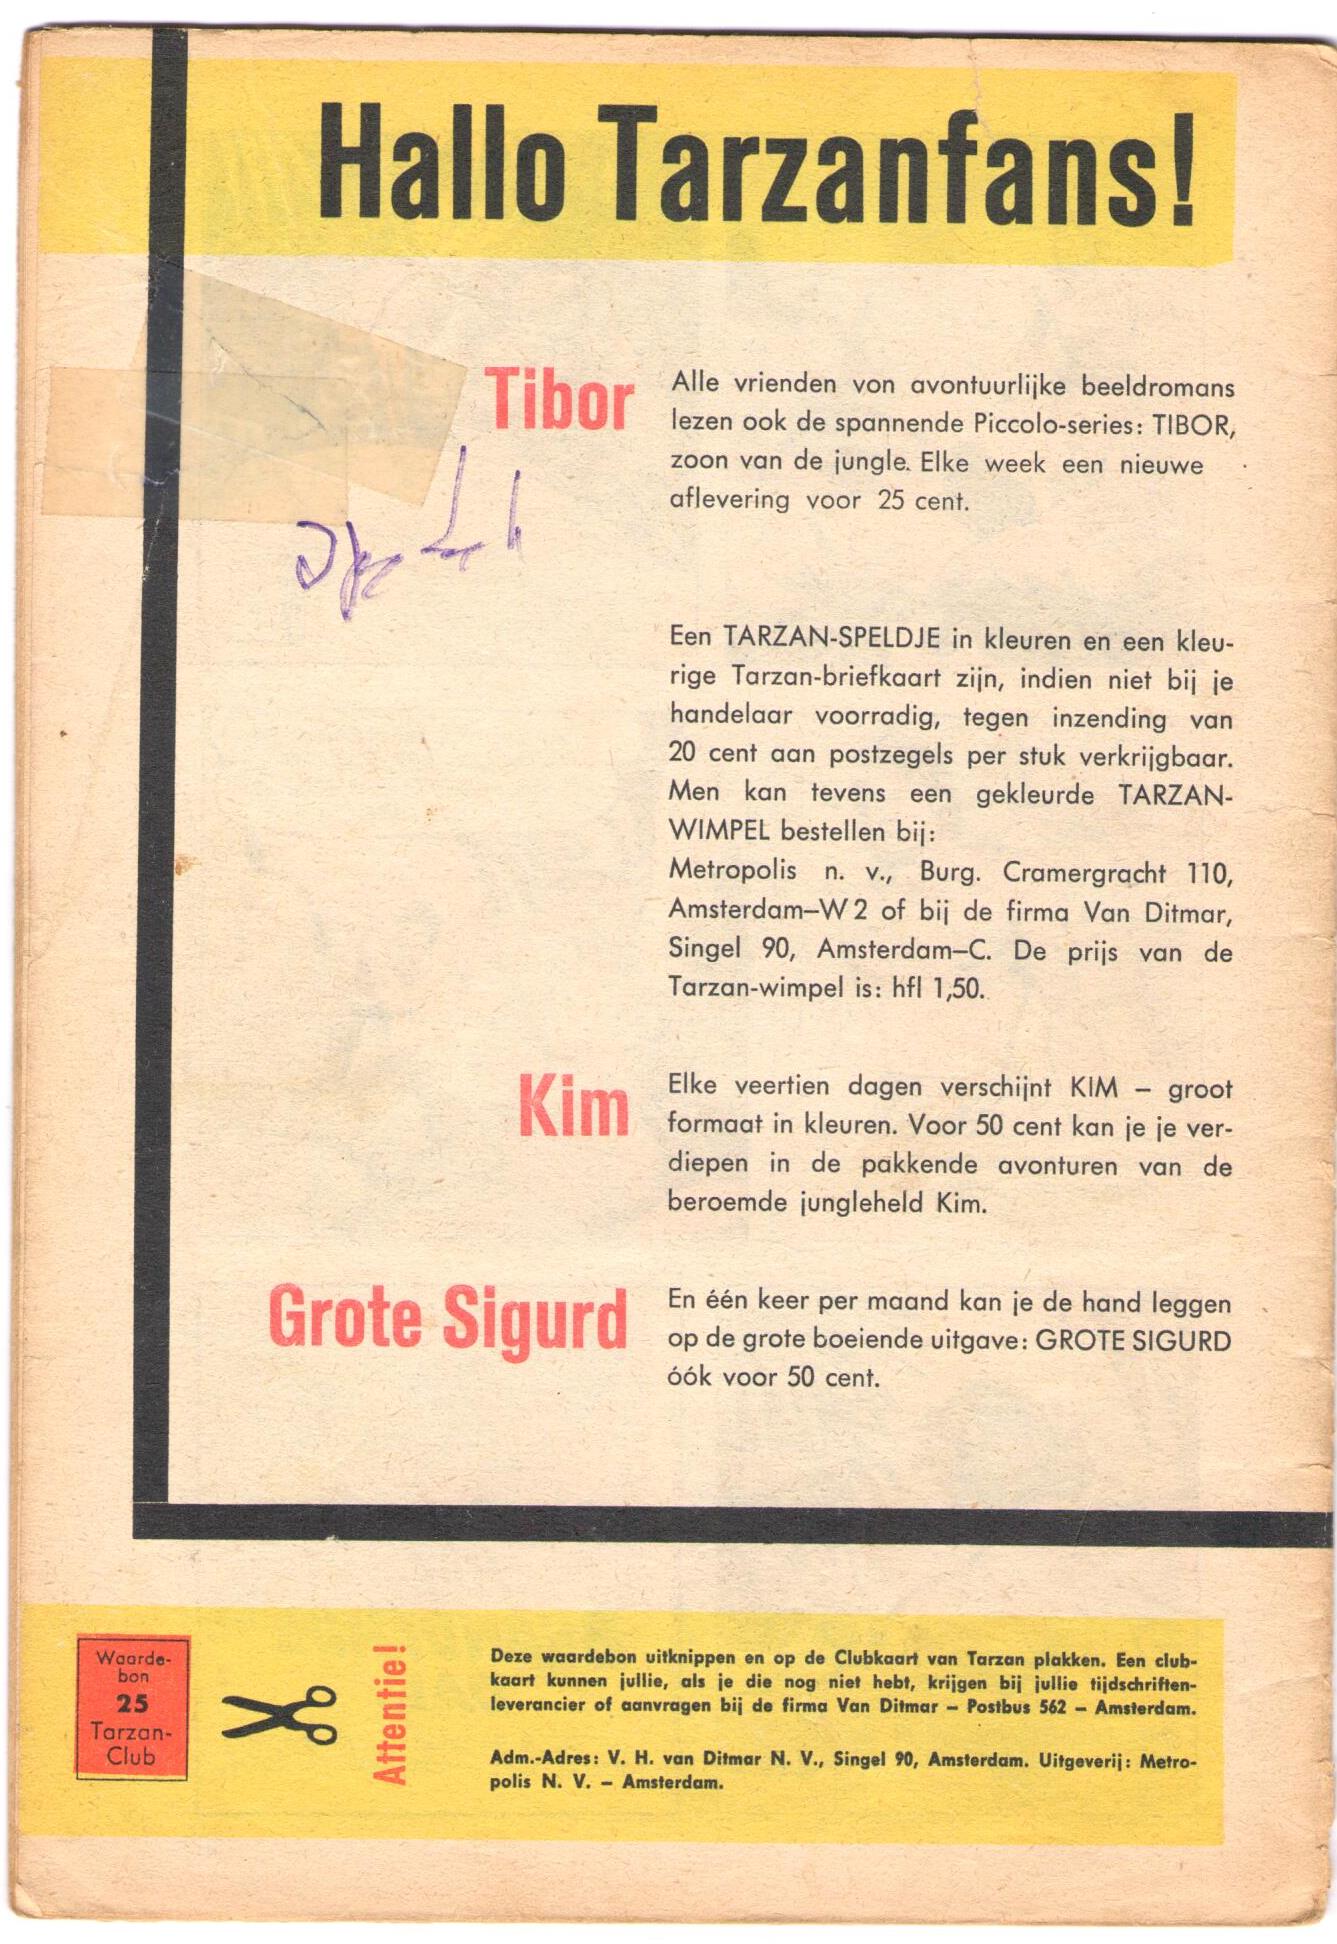 Hallo Tarzanfans!
Tibor
Alle vrienden von avontuurlijke beeldromans
lezen ook de spannende Piccolo-series: TIBOR,
zoon van de jungle. Elke week een nieuwe
aflevering voor 25 cent.
Een TARZAN-SPELDJE in kleuren en een kleu-
rige Tarzan-briefkaart zijn, indien niet bij je
handelaar voorradig, tegen inzending van
20 cent aan postzegels per stuk verkrijgbaar.
Men kan tevens een gekleurde TARZAN-
WIMPEL bestellen bij:
Metropolis n. v., Burg. Cramergracht 110,
Amsterdam–W 2 of bij de firma Van Ditmar,
Singel 90, Amsterdam–C. De prijs van de
Tarzan-wimpel is: hfl 1,50.
Kim
Elke veertien dagen verschijnt KIM – groot
formaat in kleuren. Voor 50 cent kan je je ver-
diepen in de pakkende avonturen van de
beroemde jungleheld Kim.
Grote Sigurd
En één keer per maand kan je de hand leggen
op de grote boeiende uitgave: GROTE SIGURD
óók voor 50 cent.
Waarde-
bon
25
Tarzan-
Club
Attentie!
Deze waardebon uitknippen en op de Clubkaart van Tarzan plakken. Een club-
kaart kunnen jullie, als je die nog niet hebt, krijgen bij jullie tijdschriften-
leverancier of aanvragen bij de firma Van Ditmar – Postbus 562 – Amsterdam.
Adm.-Adres: V. H. van Ditmar N. V., Singel 90, Amsterdam. Uitgeverij: Metro-
polis N. V. – Amsterdam.